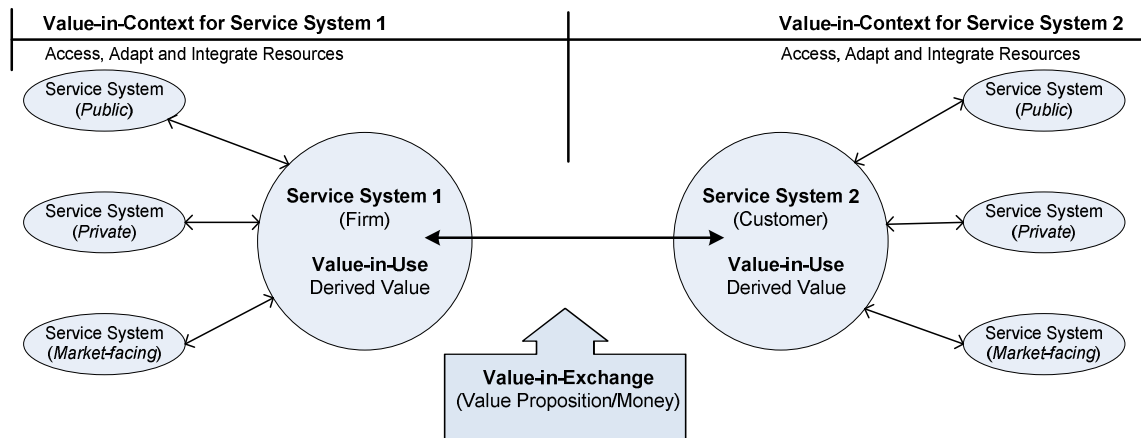 Value-in-Context for Service System 1
Access, Adapt and Integrate Resources
Service System
(Public)
Service System
(Private)
Service System
(Market-facing)
Service System 1
(Firm)
Value-in-Use
Derived Value
Value-in-Context for Service System 2
Access, Adapt and Integrate Resources
Service System 2
(Customer)
Value-in-Use
Derived Value
Service System
(Public)
Service System
(Private)
Service System
(Market-facing)
Value-in-Exchange
(Value Proposition/Money)